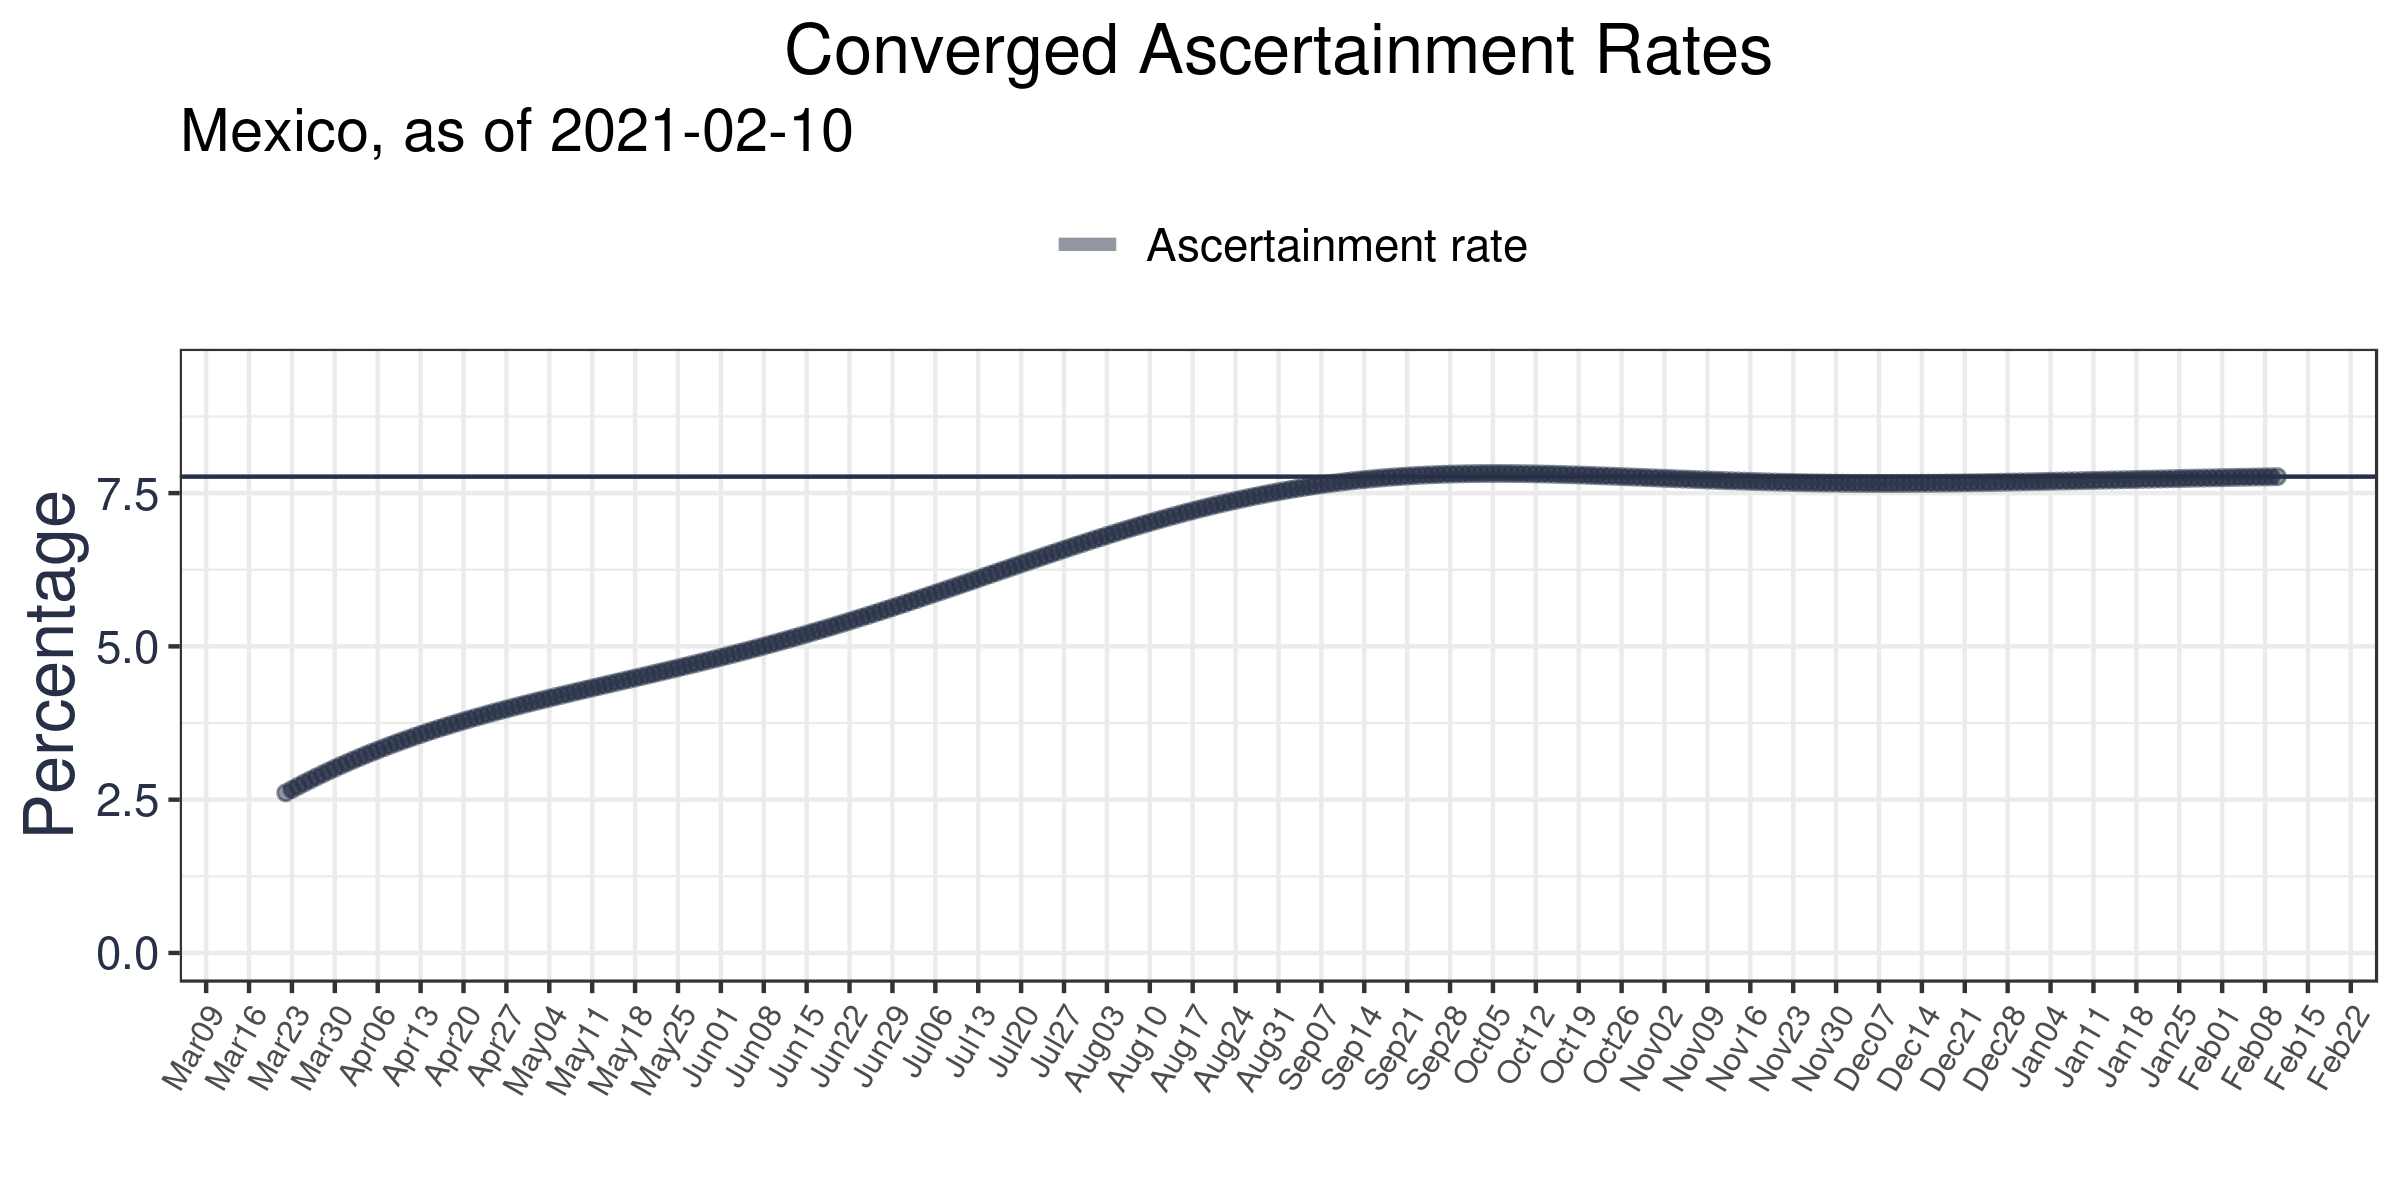 Converged Ascertainment Rates
Mexico, as of 2021-02-10
Ascertainment rate
Percentage
7.5
5.0
2.5
0.0
Mar09
Mar16
Mar23
Mar30
Apr06
Apr13
Apr20
Apr27
May04
May11
May18
May25
Jun01
Jun08
Jun15
Jun22
Jun29
Jul06
Jul13
Jul20
Jul27
Aug03
Aug10
Aug17
Aug24
Aug31
Sep07
Sep14
Sep21
Sep28
Oct05
Oct12
Oct19
Oct26
Nov02
Nov09
Nov16
Nov23
Nov30
Dec07
Dec14
Dec21
Dec28
Jan04
Jan11
Jan18
Jan25
Feb01
Feb08
Feb15
Feb22